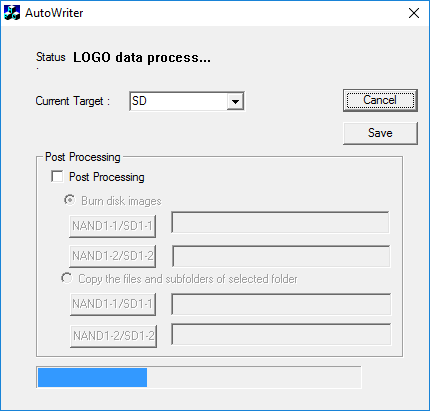 AutoWriter
Status LOGO data process...
Current Target : SD
Cancel
Save
Post Processing
Post Processing
Burn disk images
NAND1-1/SD1-1
NAND1-2/SD1-2
Copy the files and subfolders of selected folder
NAND1-1/SD1-1
NAND1-2/SD1-2